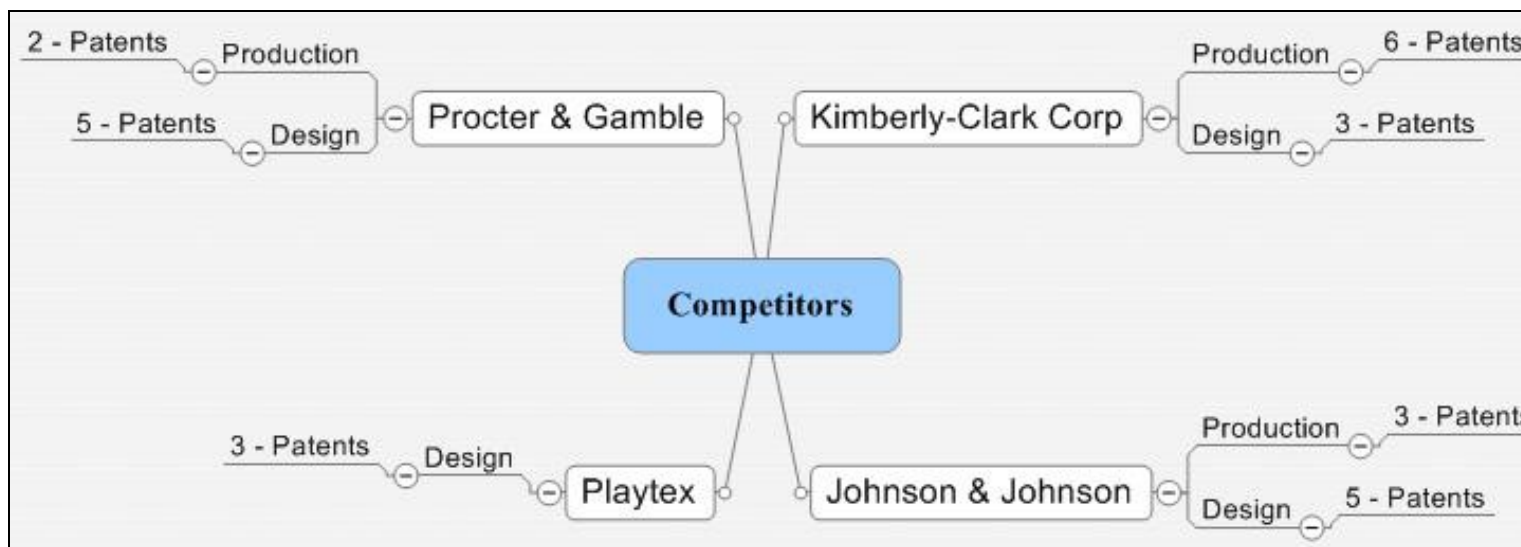 2 - Patents
Production
5 - Patents
Design
Procter & Gamble
Kimberly-Clark Corp
Production
6 - Patents
Design
3 - Patents
Competitors
3 - Patents
Design
Playtex
Johnson & Johnson
Production
3 - Patents
Design
5 - Patents